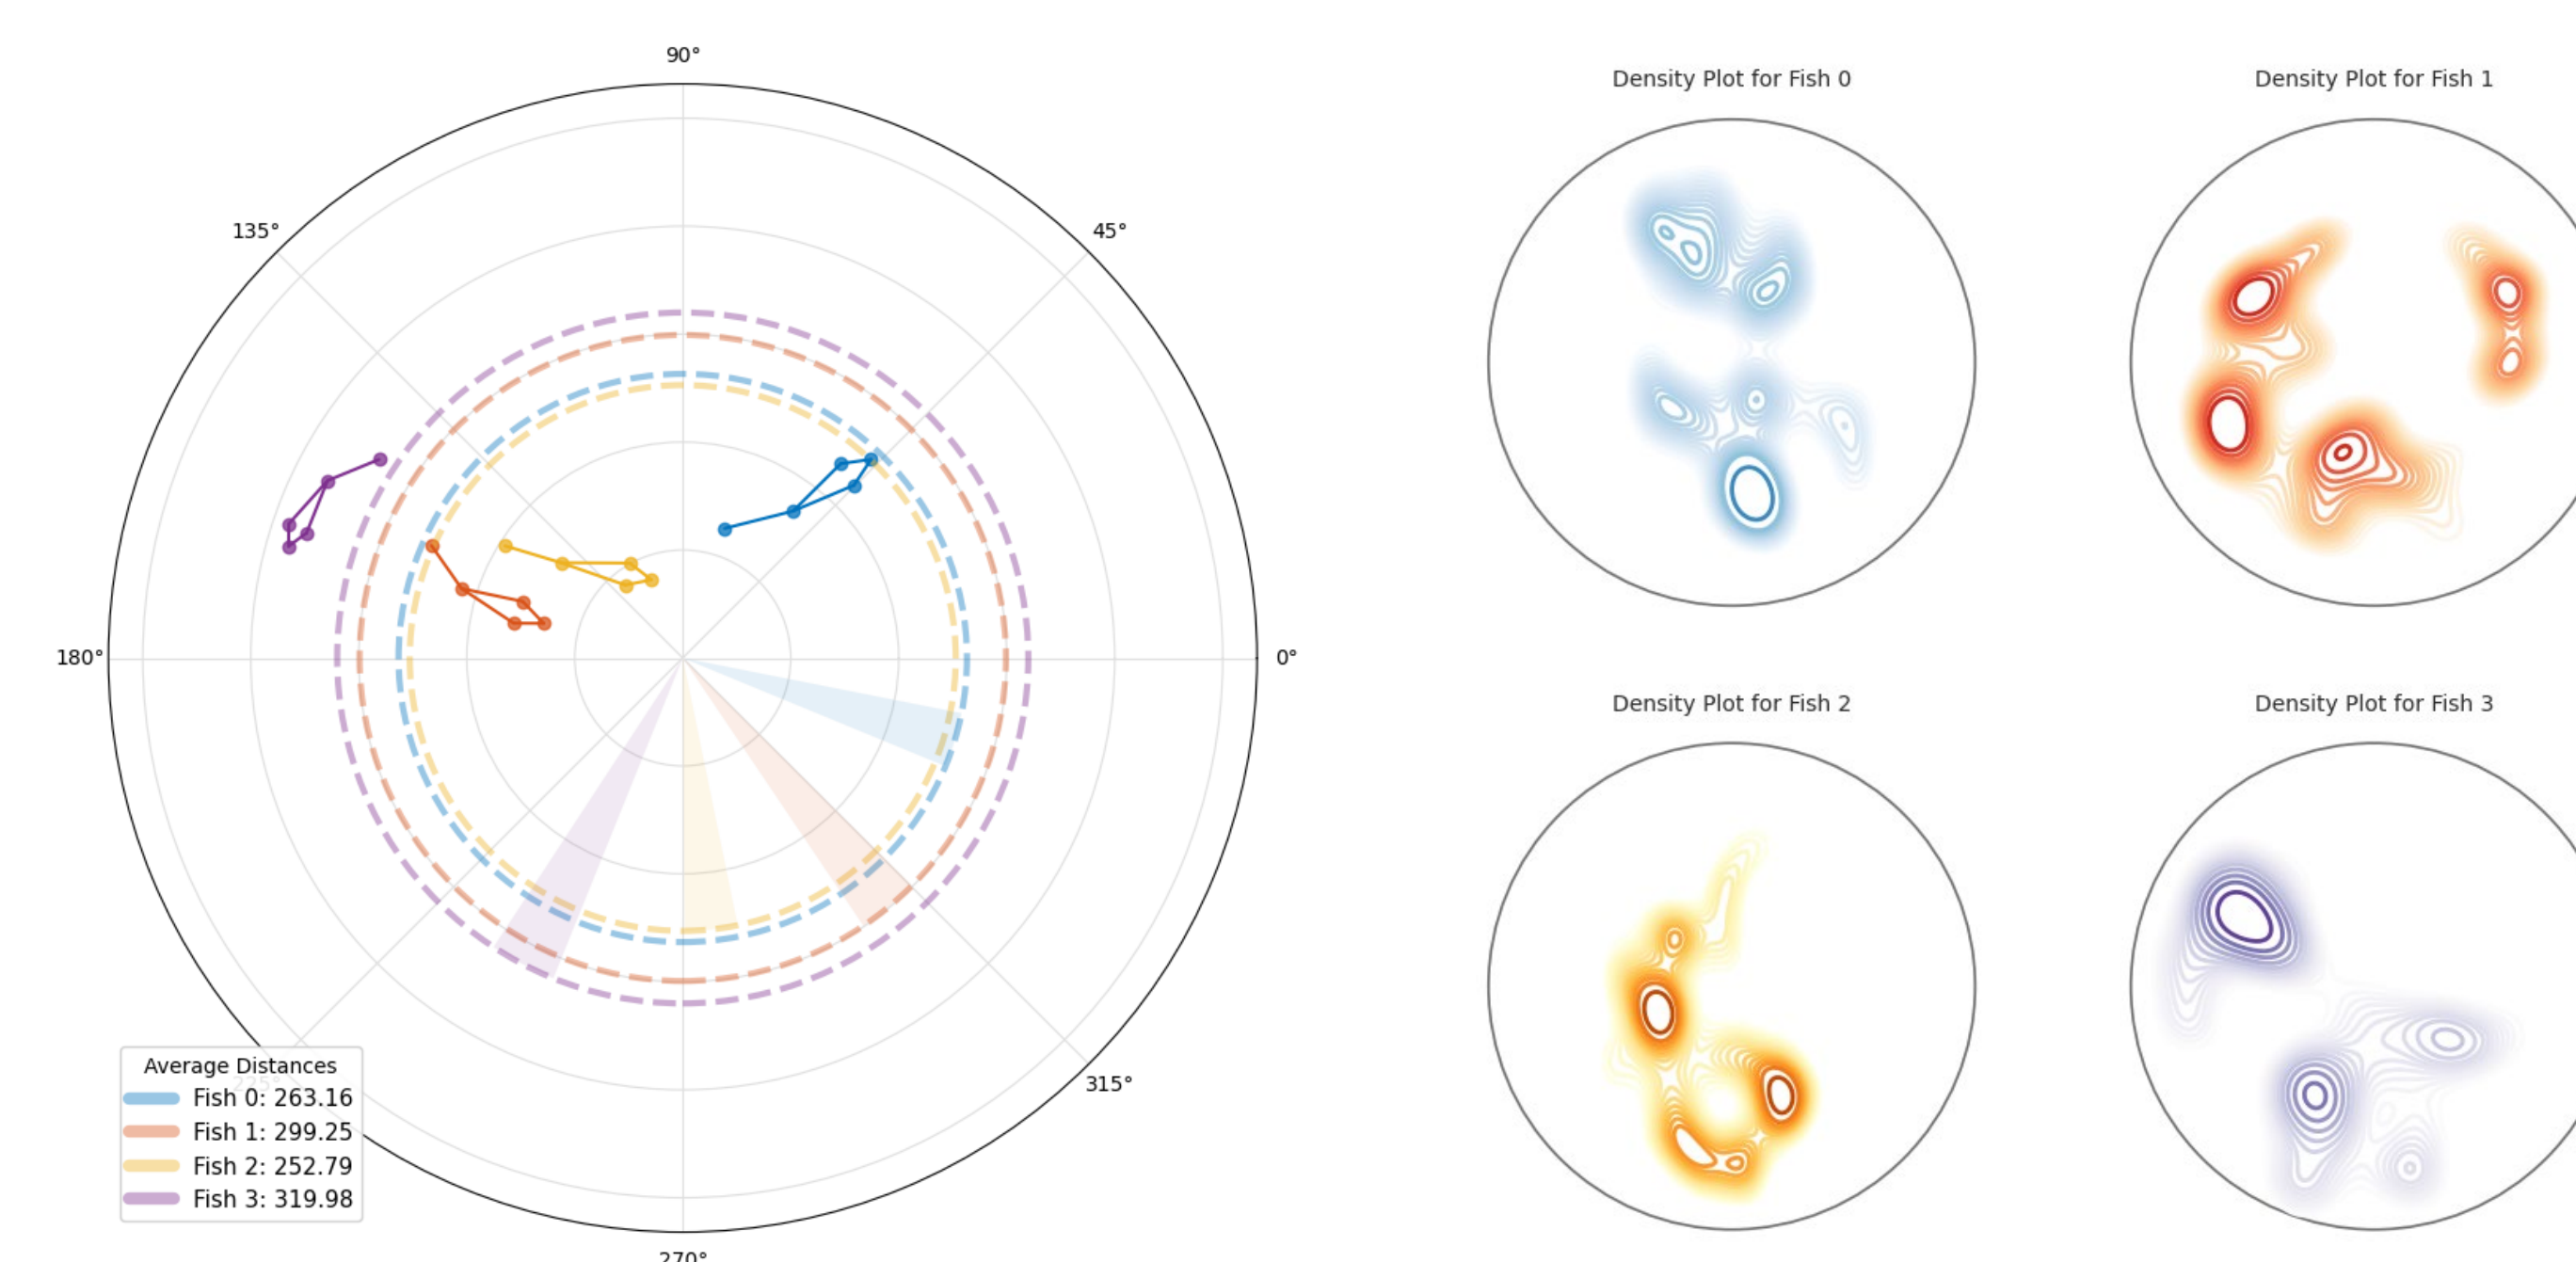 90°
135°
45°
180°
0°
225°
315°
270°
Average Distances
Fish 0: 263.16
Fish 1: 299.25
Fish 2: 252.79
Fish 3: 319.98
Density Plot for Fish 0
Density Plot for Fish 1
Density Plot for Fish 2
Density Plot for Fish 3